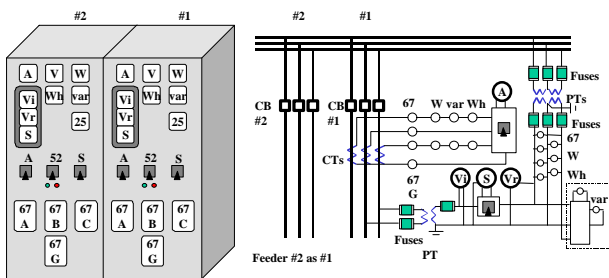 #2 #1
A V W A V W
Vi Wh var Vi Wh var
Vr Vr
S 25 S 25
A 52 S A 52 S
67 A 67 B 67 C 67 A 67 B 67 C
67 G 67 G
#2 #1
Fuses
PTs
Fuses
CB #2
CB #1
67 W var Wh
A
CTs
67
W
Wh
67 G
Vi S Vr
var
Fuses
PT
Feeder #2 as #1